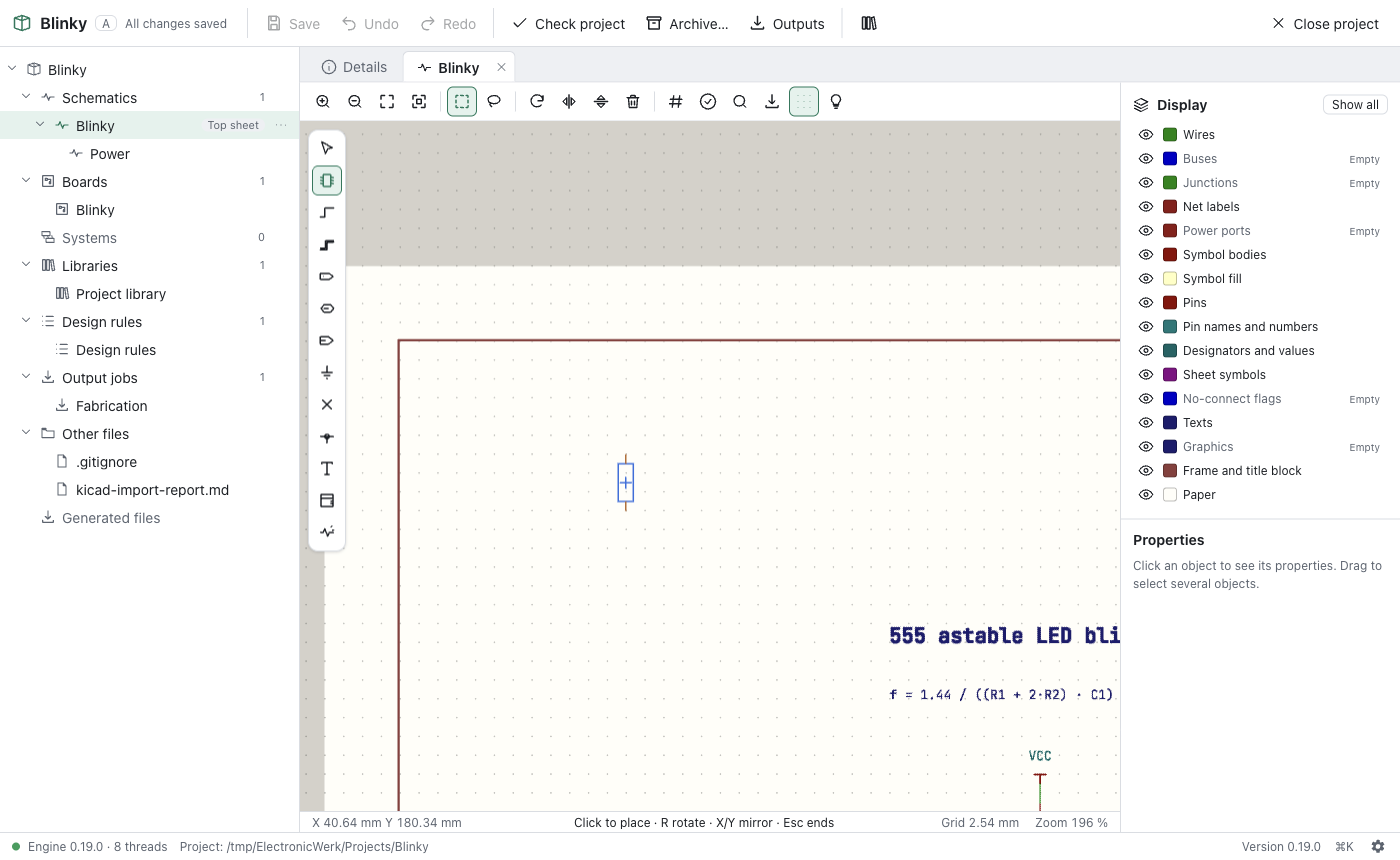 Blinky A All changes saved Save Undo Redo Check project Archive... Outputs Close project
Blinky
Schematics 1
Blinky Top sheet ...
Power
Boards 1
Blinky
Systems 0
Libraries 1
Project library
Design rules 1
Design rules
Output jobs 1
Fabrication
Other files
.gitignore
kicad-import-report.md
Generated files
Details Blinky
555 astable LED bli
f = 1.44 / ((R1 + 2·R2) · C1)
VCC
X 40.64 mm Y 180.34 mm Click to place · R rotate · X/Y mirror · Esc ends Grid 2.54 mm Zoom 196 %
Display Show all
Wires
Buses Empty
Junctions Empty
Net labels
Power ports Empty
Symbol bodies
Symbol fill
Pins
Pin names and numbers
Designators and values
Sheet symbols
No-connect flags Empty
Texts
Graphics Empty
Frame and title block
Paper
Properties
Click an object to see its properties. Drag to
select several objects.
Engine 0.19.0 · 8 threads Project: /tmp/ElectronicWerk/Projects/Blinky Version 0.19.0 ⌘K